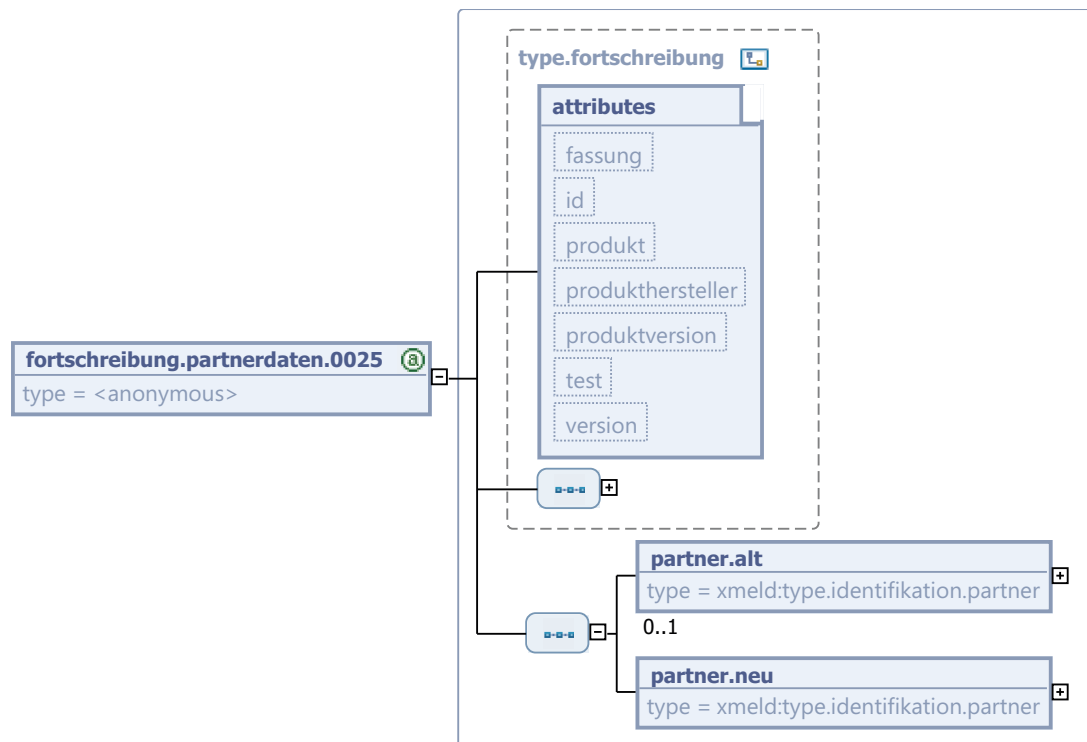 type.fortschreibung
attributes
fassung
id
produkt
produkthersteller
produktversion
test
version
fortschreibung.partnerdaten.0025
type = <anonymous>
partner.alt
type = xmeld:type.identifikation.partner
0..1
partner.neu
type = xmeld:type.identifikation.partner